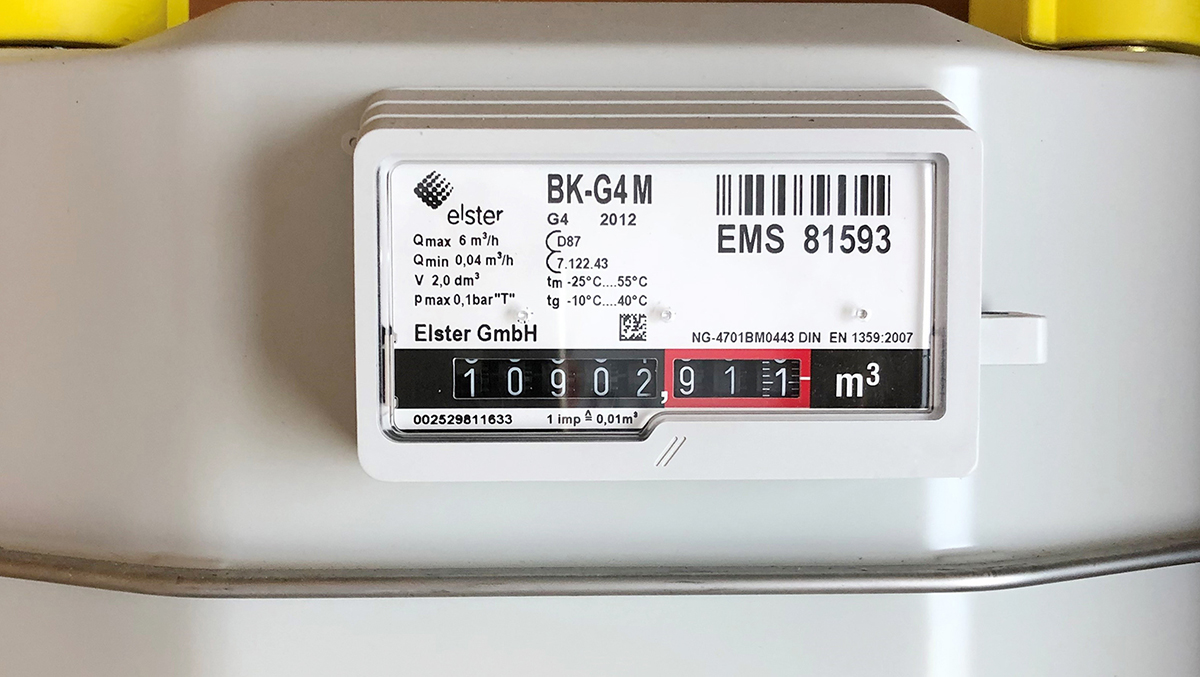 elster
Qmax 6 m³/h
Qmin 0,04 m³/h
V 2,0 dm³
pmax 0,1bar"T"
Elster GmbH
BK-G4 M
G4 2012
D87
7.122.43
tm -25°C....55°C
tg -10°C....40°C
EMS 81593
NG-4701BM0443 DIN EN 1359:2007
10902,911 m³
002529811633 1 imp ≙ 0,01m³